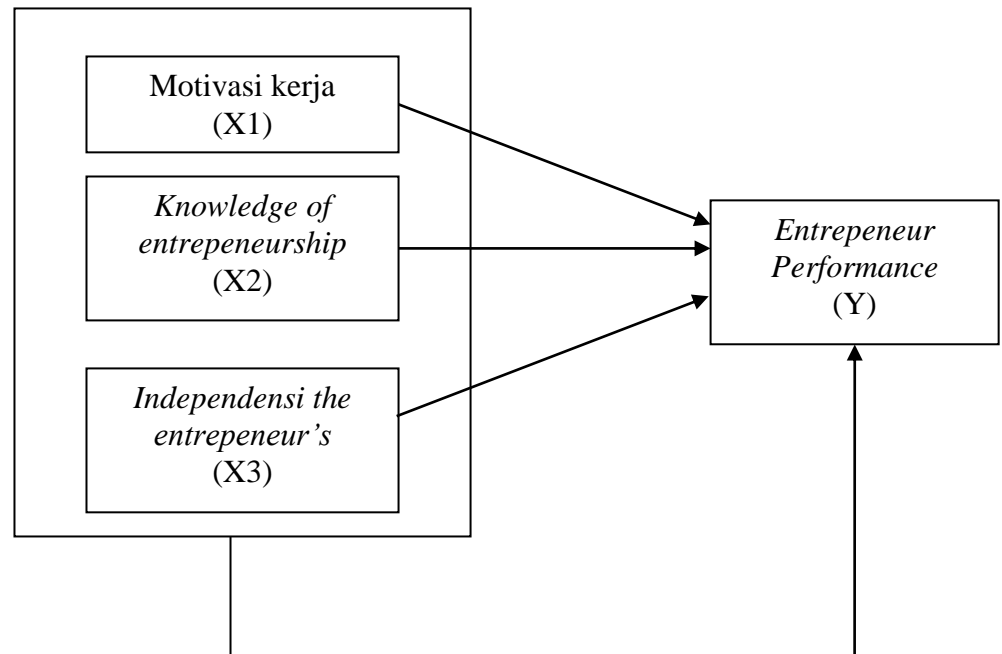 Motivasi kerja
(X1)
Knowledge of
entrepeneurship
(X2)
Independensi the
entrepeneur’s
(X3)
Entrepeneur
Performance
(Y)